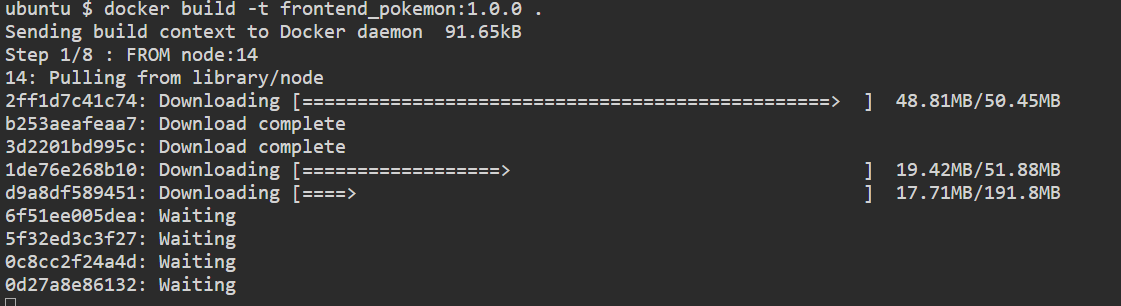 ubuntu $ docker build -t frontend_pokemon:1.0.0 .
Sending build context to Docker daemon  91.65kB
Step 1/8 : FROM node:14
14: Pulling from library/node
2ff1d7c41c74: Downloading [================================================>  ]  48.81MB/50.45MB
b253aeafeaa7: Download complete
3d2201bd995c: Download complete
1de76e268b10: Downloading [==================>                                ]  19.42MB/51.88MB
d9a8df589451: Downloading [====>                                              ]  17.71MB/191.8MB
6f51ee005dea: Waiting
5f32ed3c3f27: Waiting
0c8cc2f24a4d: Waiting
0d27a8e86132: Waiting